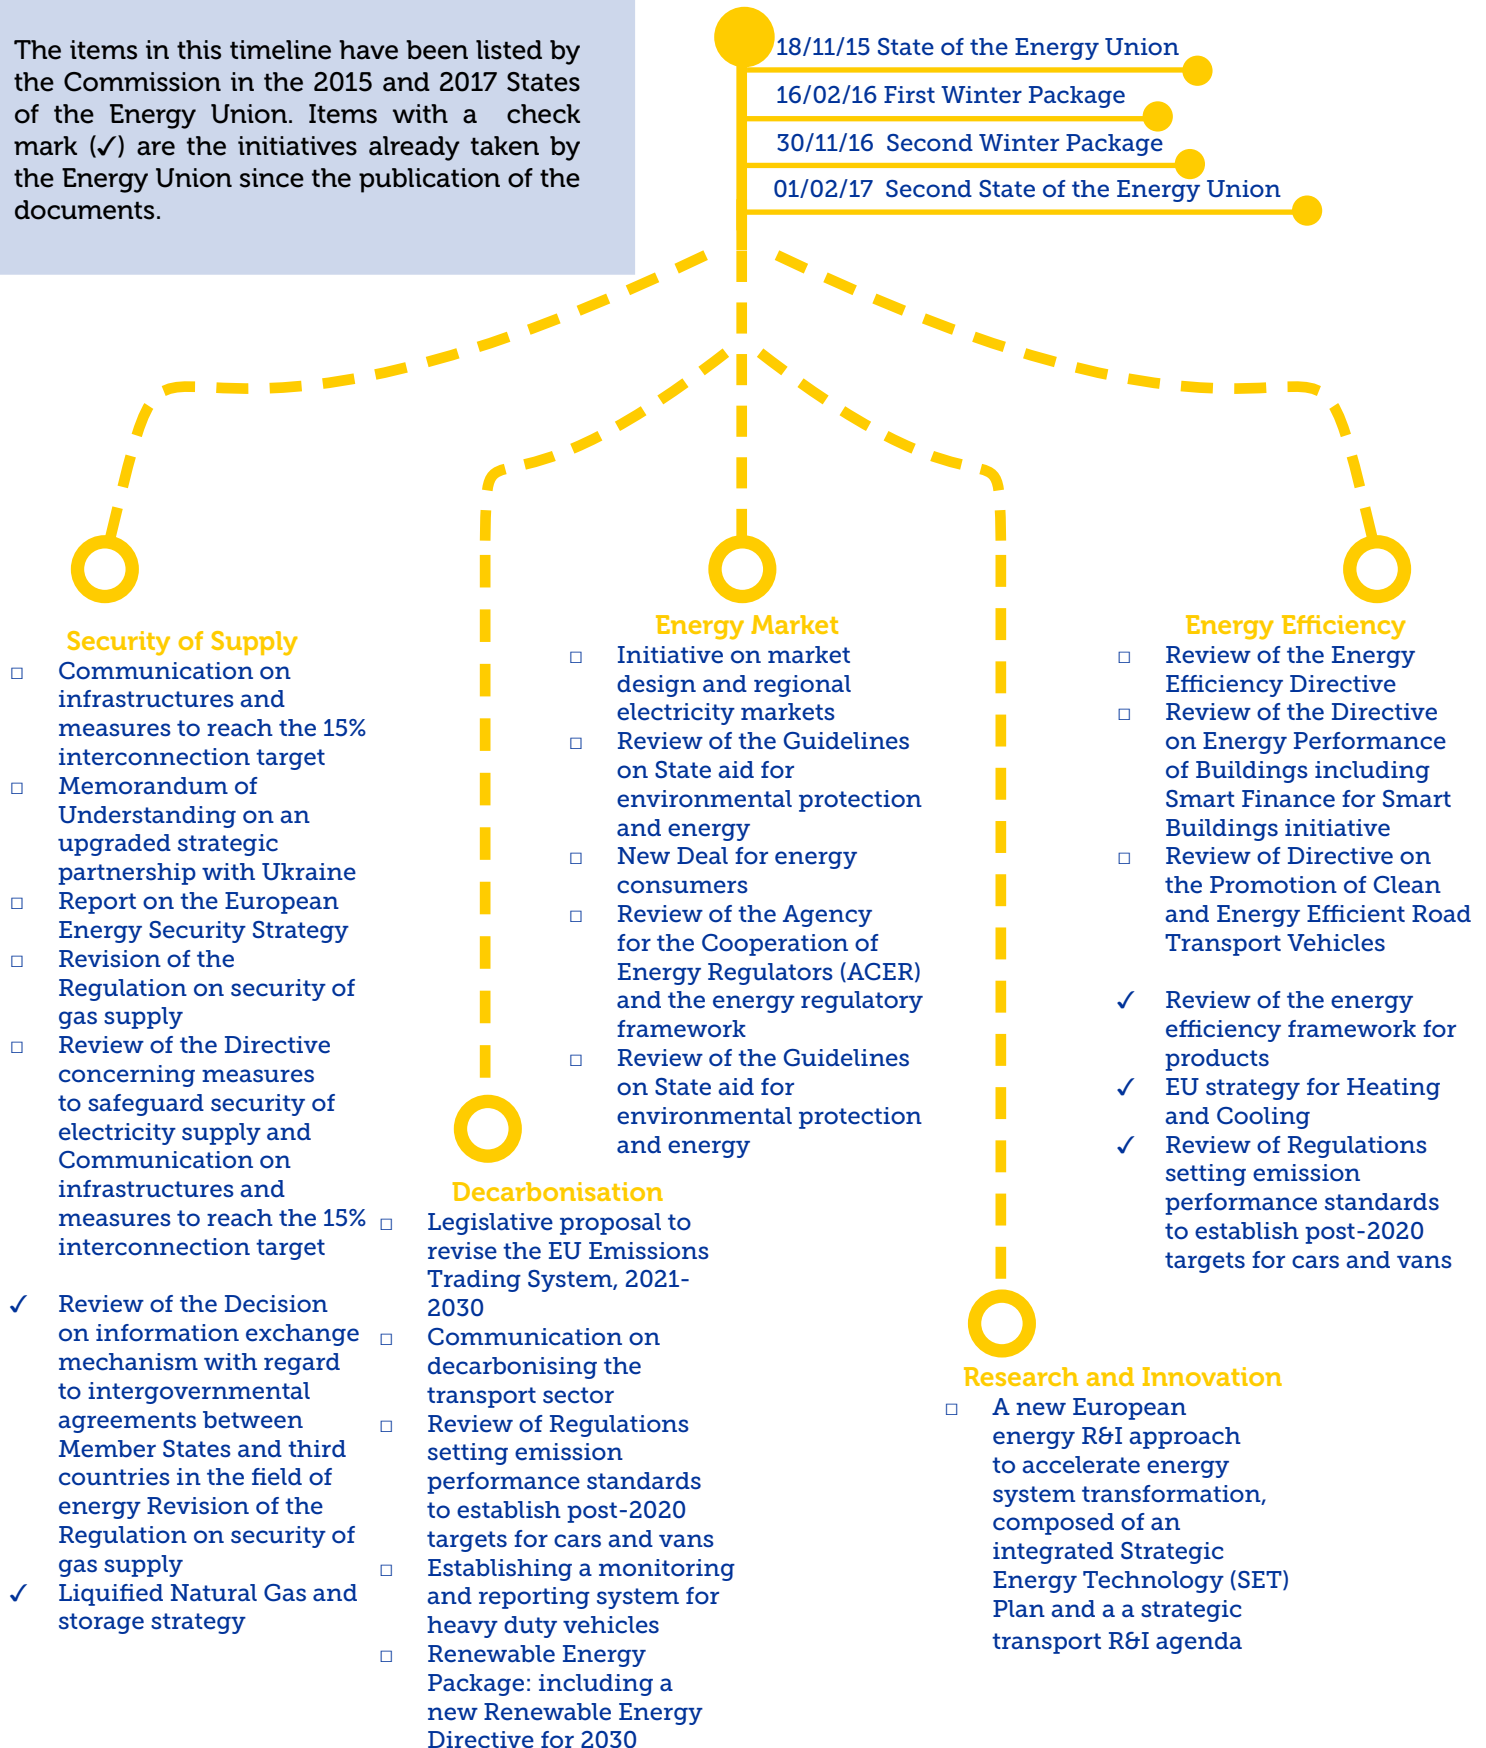 The items in this timeline have been listed by
the Commission in the 2015 and 2017 States
of the Energy Union. Items with a check
mark (✓) are the initiatives already taken by
the Energy Union since the publication of the
documents.
18/11/15 State of the Energy Union
16/02/16 First Winter Package
30/11/16 Second Winter Package
01/02/17 Second State of the Energy Union
Security of Supply
□ Communication on
infrastructures and
measures to reach the 15%
interconnection target
□ Memorandum of
Understanding on an
upgraded strategic
partnership with Ukraine
□ Report on the European
Energy Security Strategy
□ Revision of the
Regulation on security of
gas supply
□ Review of the Directive
concerning measures
to safeguard security of
electricity supply and
Communication on
infrastructures and
measures to reach the 15%
interconnection target
✓ Review of the Decision
on information exchange
mechanism with regard
to intergovernmental
agreements between
Member States and third
countries in the field of
energy Revision of the
Regulation on security of
gas supply
✓ Liquified Natural Gas and
storage strategy
Decarbonisation
□ Legislative proposal to
revise the EU Emissions
Trading System, 2021-
2030
□ Communication on
decarbonising the
transport sector
□ Review of Regulations
setting emission
performance standards
to establish post-2020
targets for cars and vans
□ Establishing a monitoring
and reporting system for
heavy duty vehicles
□ Renewable Energy
Package: including a
new Renewable Energy
Directive for 2030
Energy Market
□ Initiative on market
design and regional
electricity markets
□ Review of the Guidelines
on State aid for
environmental protection
and energy
□ New Deal for energy
consumers
□ Review of the Agency
for the Cooperation of
Energy Regulators (ACER)
and the energy regulatory
framework
□ Review of the Guidelines
on State aid for
environmental protection
and energy
Research and Innovation
□ A new European
energy R&I approach
to accelerate energy
system transformation,
composed of an
integrated Strategic
Energy Technology (SET)
Plan and a a strategic
transport R&I agenda
Energy Efficiency
□ Review of the Energy
Efficiency Directive
□ Review of the Directive
on Energy Performance
of Buildings including
Smart Finance for Smart
Buildings initiative
□ Review of Directive on
the Promotion of Clean
and Energy Efficient Road
Transport Vehicles
✓ Review of the energy
efficiency framework for
products
✓ EU strategy for Heating
and Cooling
✓ Review of Regulations
setting emission
performance standards
to establish post-2020
targets for cars and vans